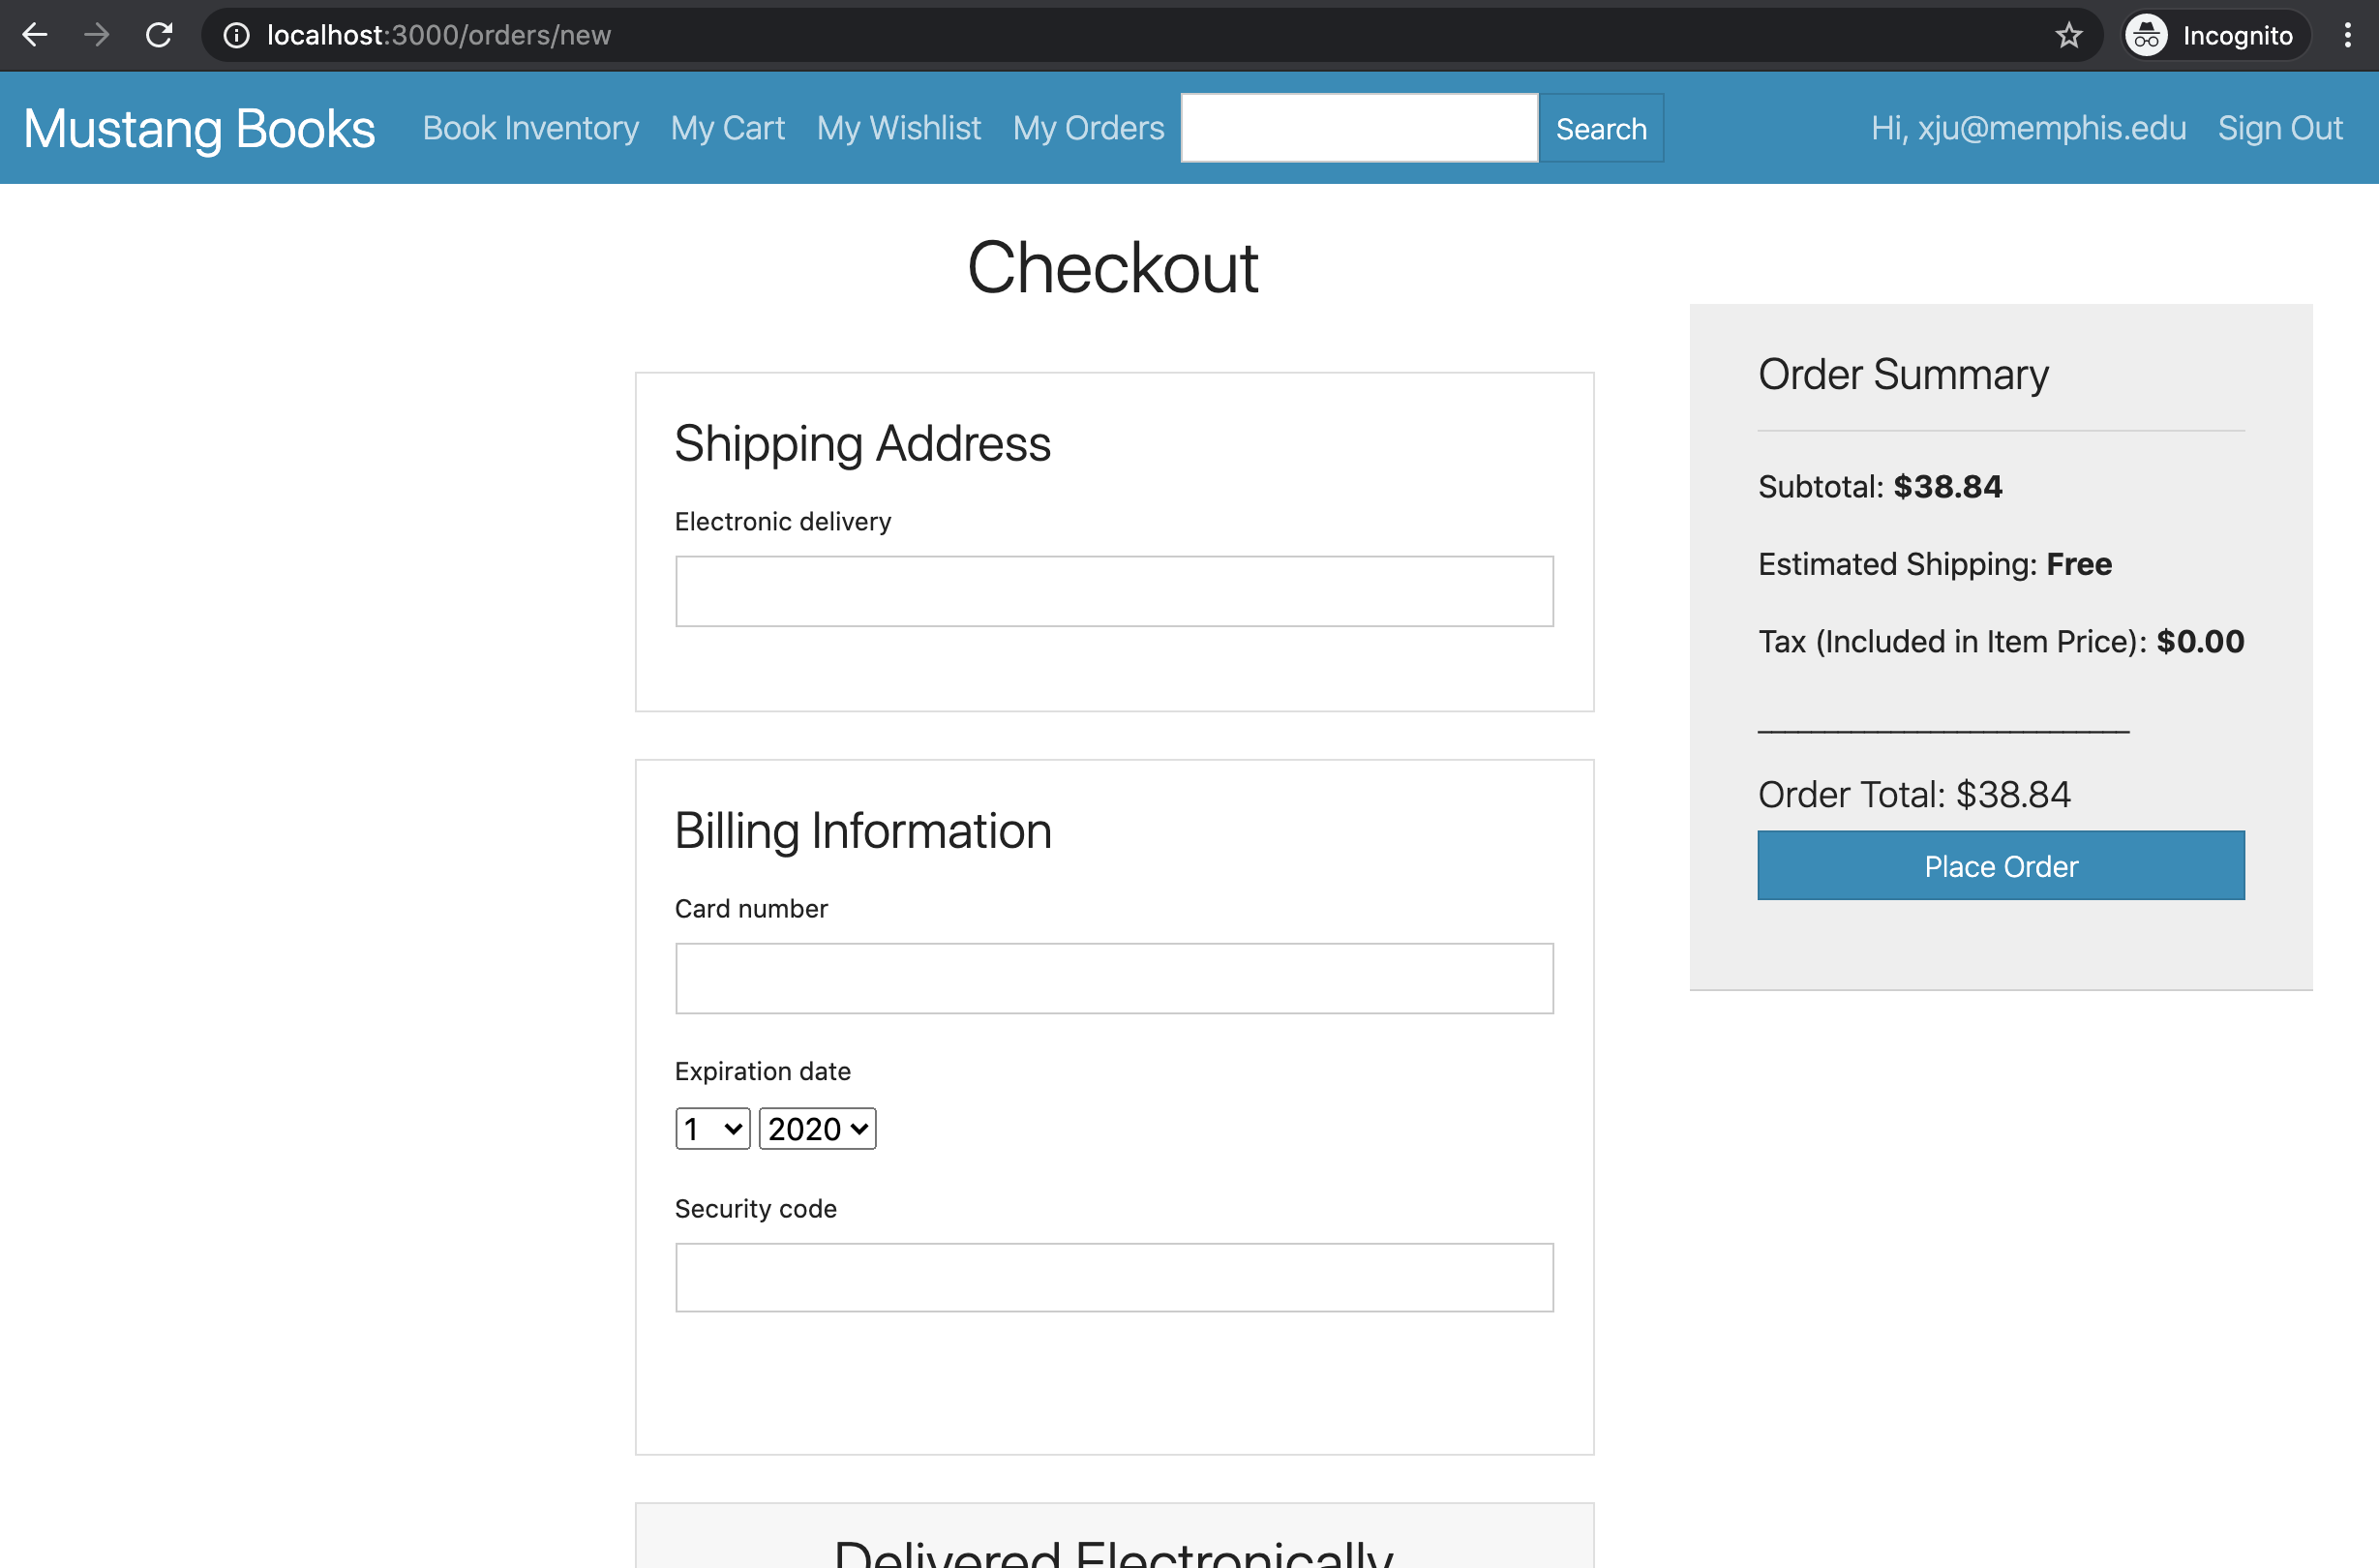 localhost:3000/orders/new
Incognito
Mustang Books Book Inventory My Cart My Wishlist My Orders Search Hi, xju@memphis.edu Sign Out
Checkout
Shipping Address
Electronic delivery
Billing Information
Card number
Expiration date
1 2020
Security code
Delivered Electronically
Order Summary
Subtotal: $38.84
Estimated Shipping: Free
Tax (Included in Item Price): $0.00
Order Total: $38.84
Place Order